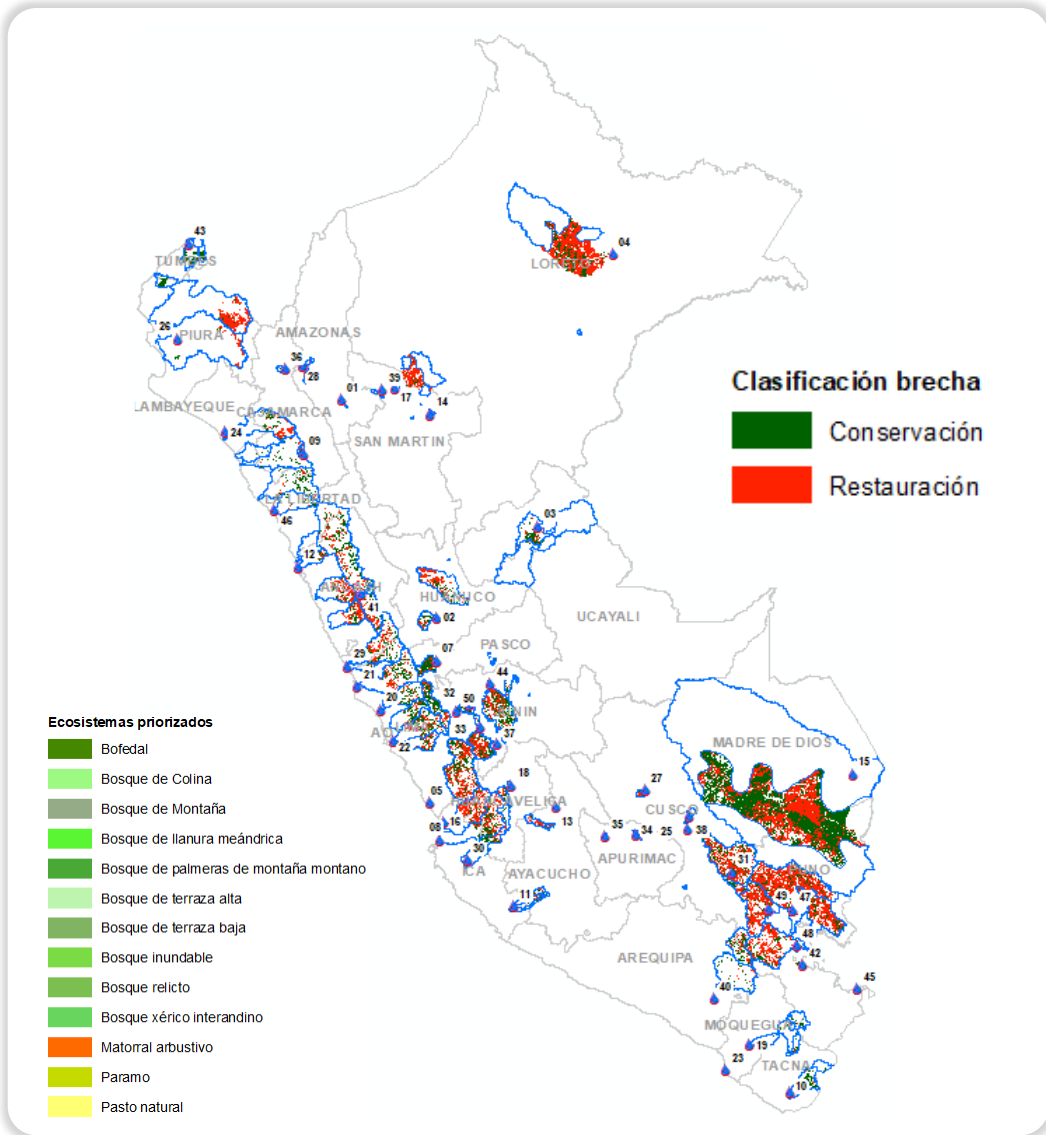 43
TUMBES
04
LORETO
26
PIURA
AMAZONAS
36
28
01
39
17
14
LAMBAYEQUE
CAJAMARCA
24
09
SAN MARTIN
LA LIBERTAD
46
03
12
ANCASH
41
HUANUCO
02
UCAYALI
PASCO
07
29
21
44
20
32
50
JUNIN
33
37
22
MADRE DE DIOS
15
05
18
27
HUANCAVELICA
CUSCO
16
08
13
35
34
25
38
APURIMAC
30
ICA
AYACUCHO
31
PUNO
11
49
47
48
42
AREQUIPA
45
40
MOQUEGUA
19
23
TACNA
10
Clasificación brecha
Conservación
Restauración
Ecosistemas priorizados
Bofedal
Bosque de Colina
Bosque de Montaña
Bosque de llanura meándrica
Bosque de palmeras de montaña montano
Bosque de terraza alta
Bosque de terraza baja
Bosque inundable
Bosque relicto
Bosque xérico interandino
Matorral arbustivo
Paramo
Pasto natural